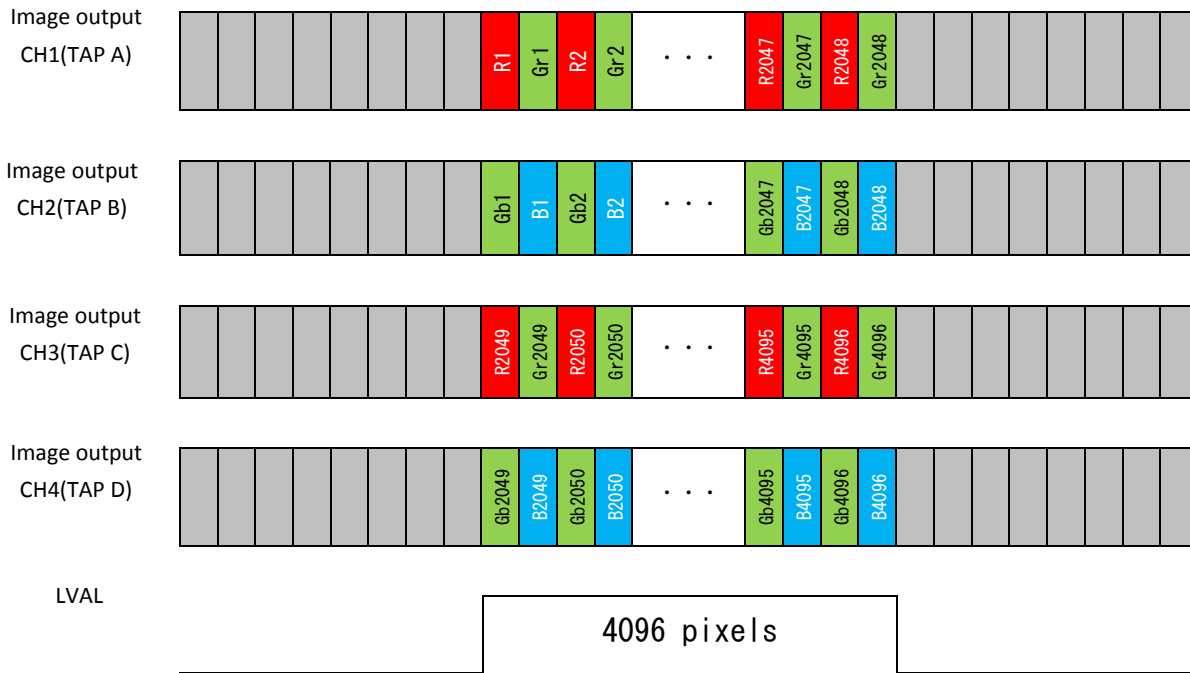 Image output
CH1(TAP A)
R1
Gr1
R2
Gr2
・・・
R2047
Gr2047
R2048
Gr2048
Image output
CH2(TAP B)
Gb1
B1
Gb2
B2
・・・
Gb2047
B2047
Gb2048
B2048
Image output
CH3(TAP C)
R2049
Gr2049
R2050
Gr2050
・・・
R4095
Gr4095
R4096
Gr4096
Image output
CH4(TAP D)
Gb2049
B2049
Gb2050
B2050
・・・
Gb4095
B4095
Gb4096
B4096
LVAL
4096 pixels